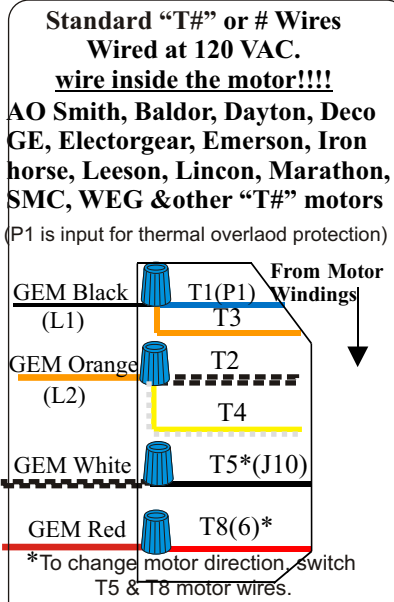 Standard “T#” or # Wires
Wired at 120 VAC.
wire inside the motor!!!!
AO Smith, Baldor, Dayton, Deco
GE, Electorgear, Emerson, Iron
horse, Leeson, Lincon, Marathon,
SMC, WEG &other “T#” motors
(P1 is input for thermal overlaod protection)
From Motor
Windings
GEM Black
T1(P1)
(L1)
T3
GEM Orange
T2
(L2)
T4
GEM White
T5*(J10)
GEM Red
T8(6)*
*To change motor direction, switch
T5 & T8 motor wires.